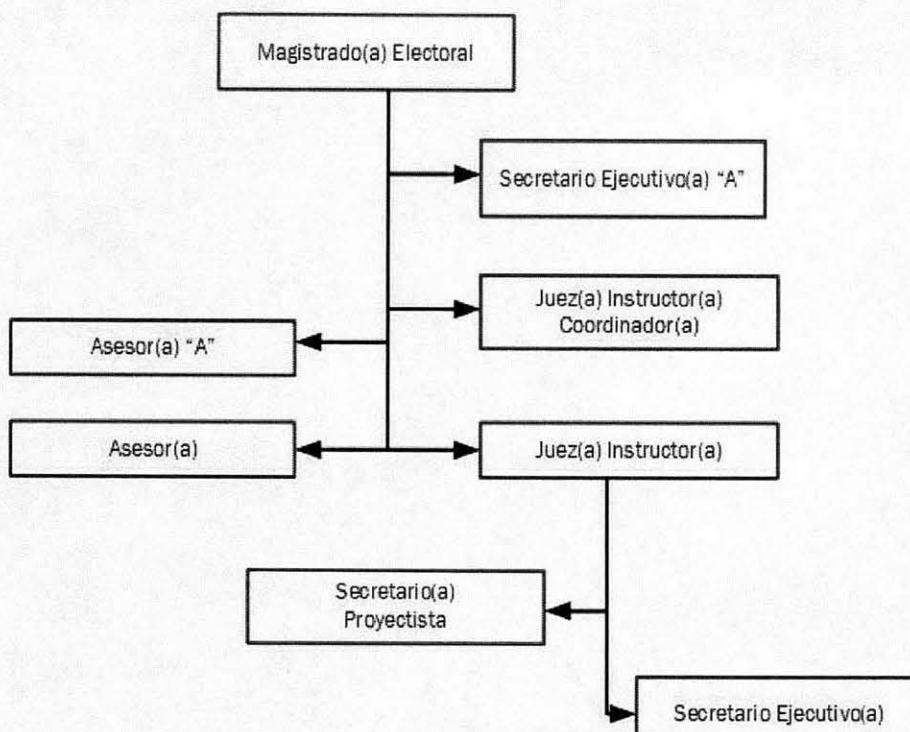 Magistrado(a) Electoral
Secretario Ejecutivo(a) “A”
Juez(a) Instructor(a)
Coordinador(a)
Asesor(a) “A”
Asesor(a)
Juez(a) Instructor(a)
Secretario(a)
Proyectista
Secretario Ejecutivo(a)